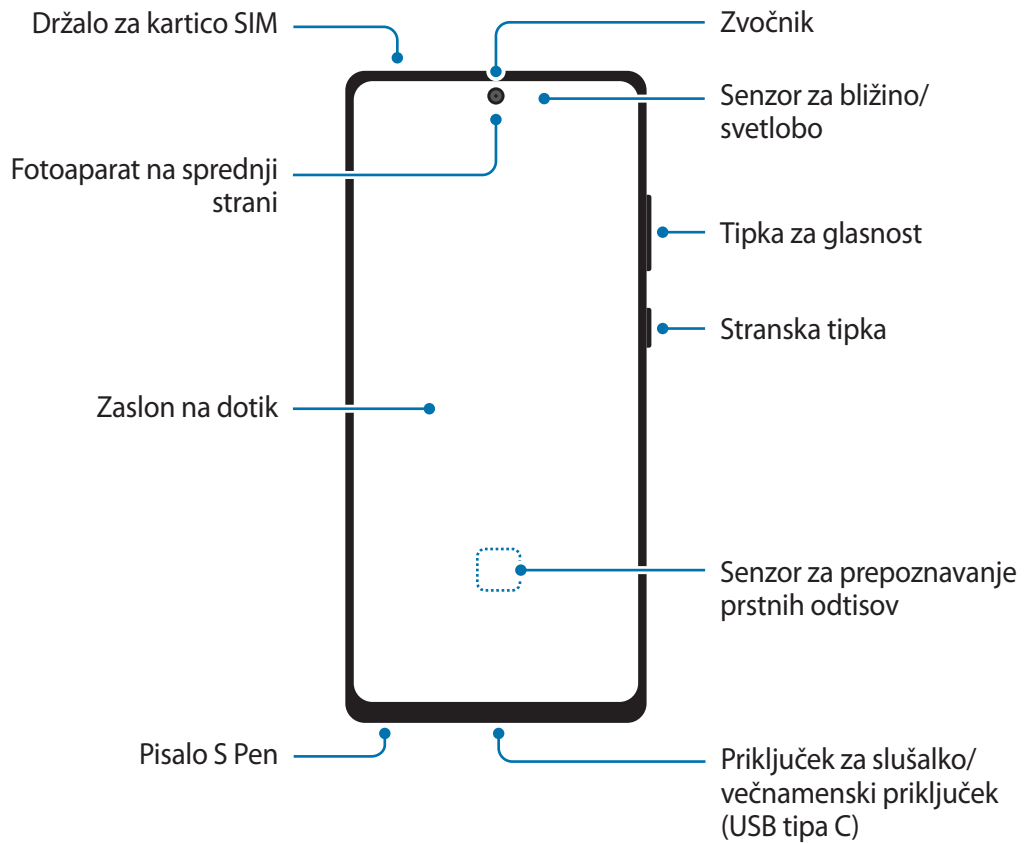 Držalo za kartico SIM
Zvočnik
Senzor za bližino/
svetlobo
Fotoaparat na sprednji
strani
Tipka za glasnost
Stranska tipka
Zaslon na dotik
Senzor za prepoznavanje
prstnih odtisov
Pisalo S Pen
Priključek za slušalko/
večnamenski priključek
(USB tipa C)